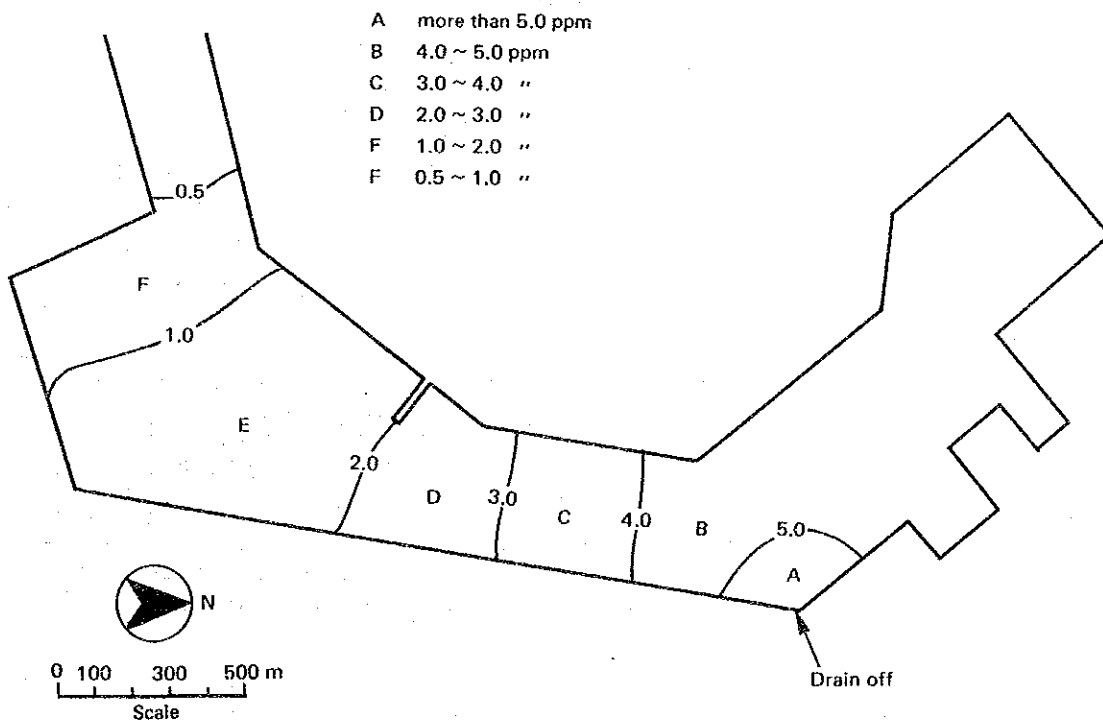 A more than 5.0 ppm
B 4.0 ~ 5.0 ppm
C 3.0 ~ 4.0 〃
D 2.0 ~ 3.0 〃
F 1.0 ~ 2.0 〃
F 0.5 ~ 1.0 〃
0.5
F
1.0
E
2.0
D
3.0
C
4.0
B
5.0
A
N
0 100 300 500 m
Scale
Drain off